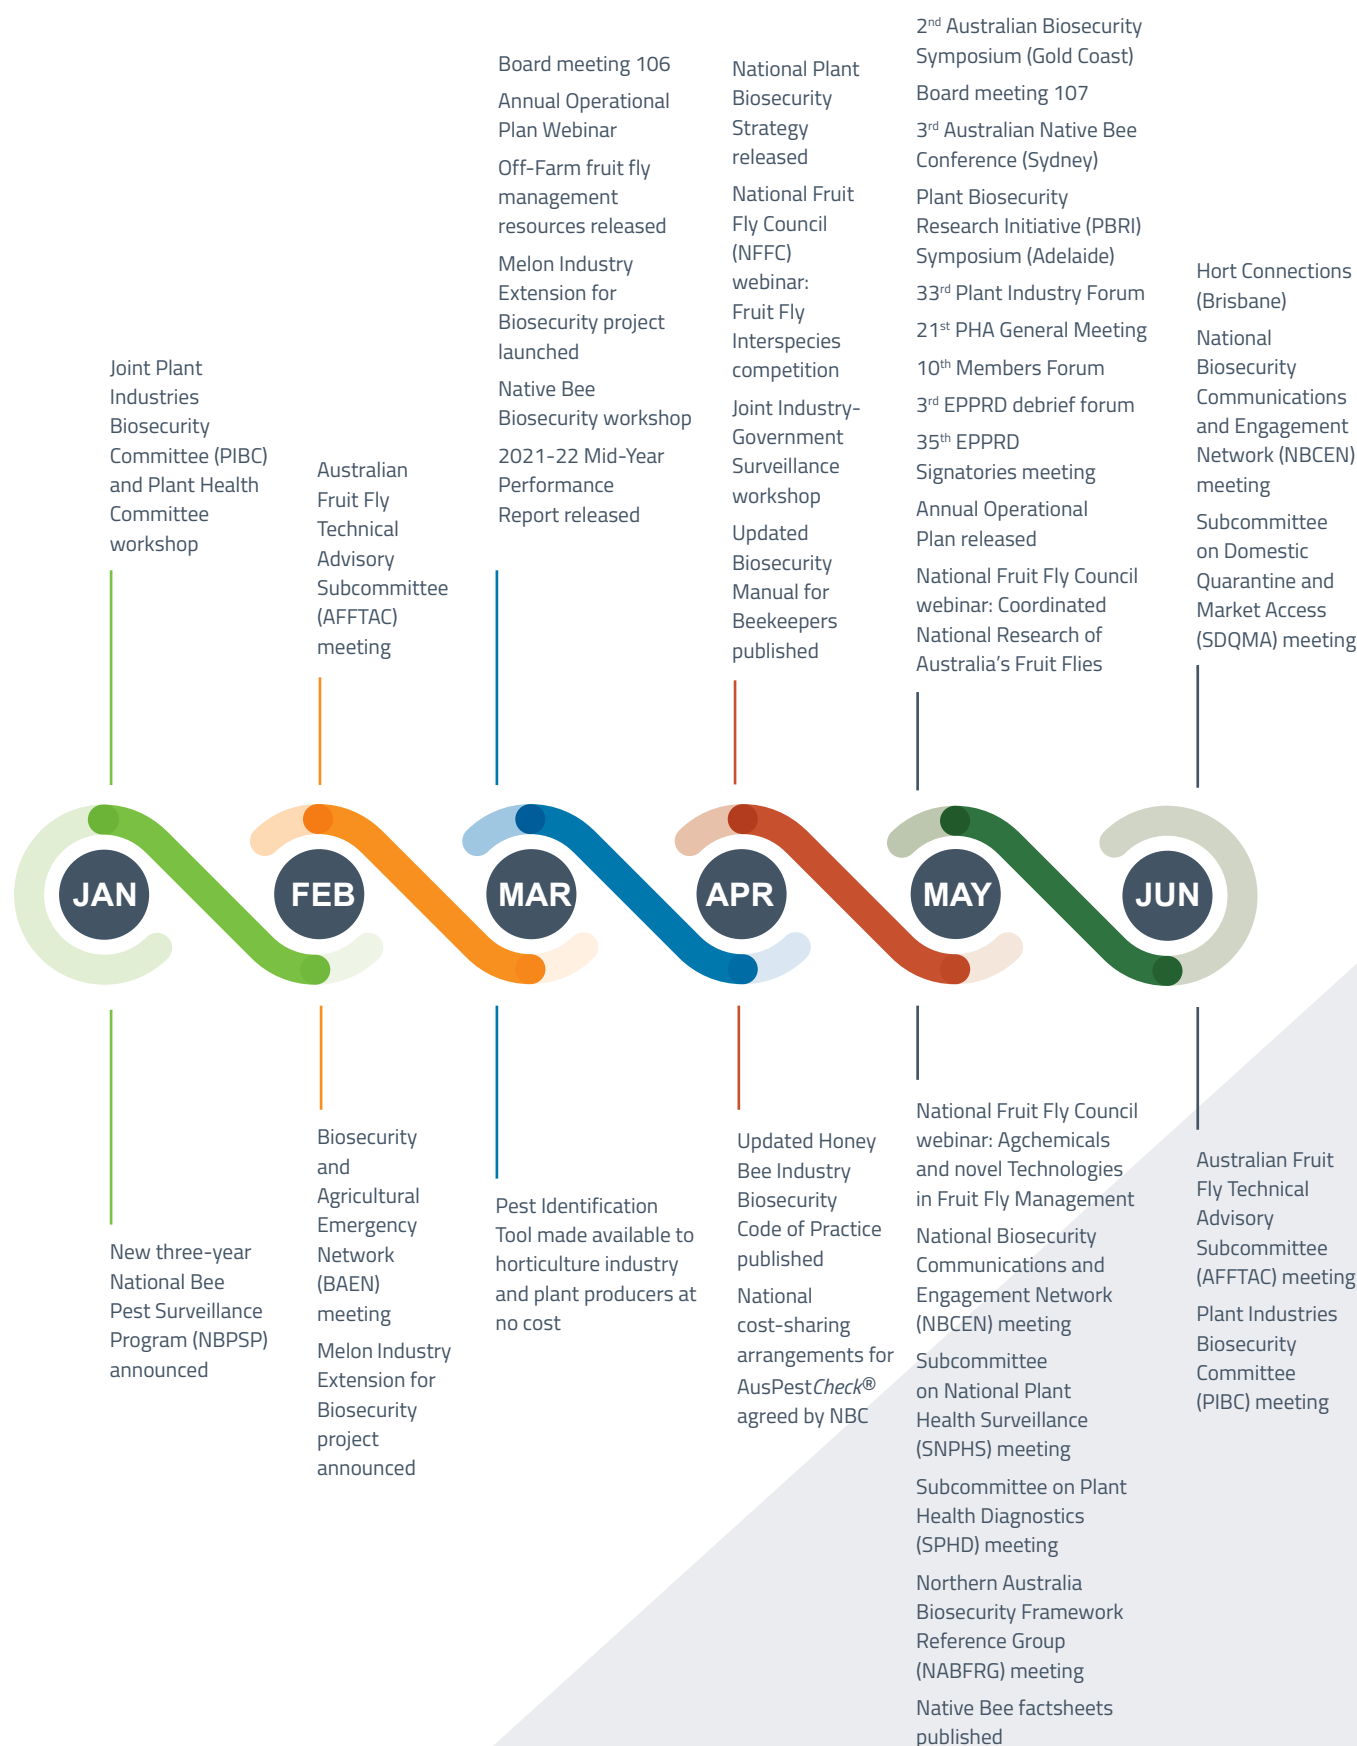 Joint Plant
Industries
Biosecurity
Committee (PIBC)
and Plant Health
Committee
workshop
Australian
Fruit Fly
Technical
Advisory
Subcommittee
(AFFTAC)
meeting
Board meeting 106
Annual Operational
Plan Webinar
Off-Farm fruit fly
management
resources released
Melon Industry
Extension for
Biosecurity project
launched
Native Bee
Biosecurity workshop
2021-22 Mid-Year
Performance
Report released
National Plant
Biosecurity
Strategy
released
National Fruit
Fly Council
(NFFC)
webinar:
Fruit Fly
Interspecies
competition
Joint Industry-
Government
Surveillance
workshop
Updated
Biosecurity
Manual for
Beekeepers
published
2nd Australian Biosecurity
Symposium (Gold Coast)
Board meeting 107
3rd Australian Native Bee
Conference (Sydney)
Plant Biosecurity
Research Initiative (PBRI)
Symposium (Adelaide)
33rd Plant Industry Forum
21st PHA General Meeting
10th Members Forum
3rd EPPRD debrief forum
35th EPPRD
Signatories meeting
Annual Operational
Plan released
National Fruit Fly Council
webinar: Coordinated
National Research of
Australia's Fruit Flies
Hort Connections
(Brisbane)
National
Biosecurity
Communications
and Engagement
Network (NBCEN)
meeting
Subcommittee
on Domestic
Quarantine and
Market Access
(SDQMA) meeting
JAN
FEB
MAR
APR
MAY
JUN
New three-year
National Bee
Pest Surveillance
Program (NBPSP)
announced
Biosecurity
and
Agricultural
Emergency
Network
(BAEN)
meeting
Melon Industry
Extension for
Biosecurity
project
announced
Pest Identification
Tool made available to
horticulture industry
and plant producers at
no cost
Updated Honey
Bee Industry
Biosecurity
Code of Practice
published
National
cost-sharing
arrangements for
AusPestCheck®
agreed by NBC
National Fruit Fly Council
webinar: Agchemicals
and novel Technologies
in Fruit Fly Management
National Biosecurity
Communications and
Engagement Network
(NBCEN) meeting
Subcommittee
on National Plant
Health Surveillance
(SNPHS) meeting
Subcommittee on Plant
Health Diagnostics
(SPHD) meeting
Northern Australia
Biosecurity Framework
Reference Group
(NABFRG) meeting
Native Bee factsheets
published
Australian Fruit
Fly Technical
Advisory
Subcommittee
(AFFTAC) meeting
Plant Industries
Biosecurity
Committee
(PIBC) meeting